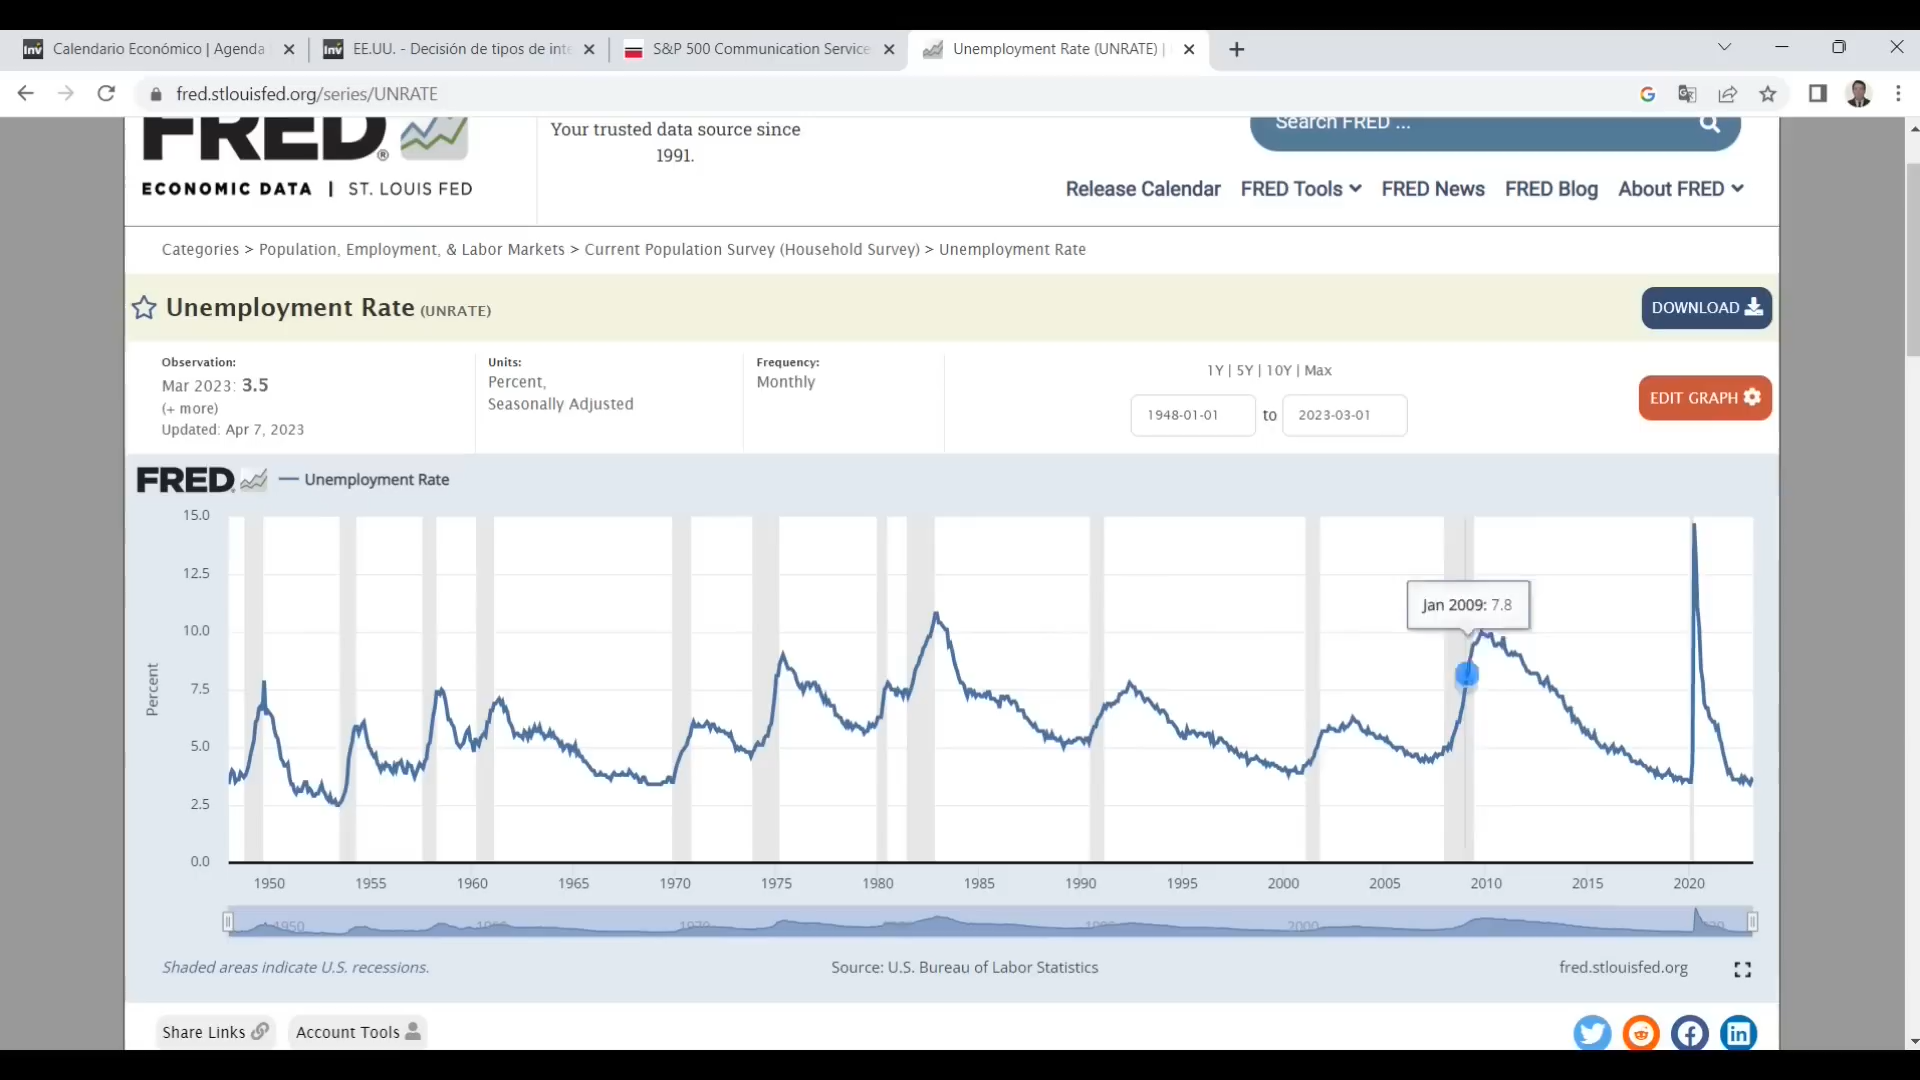 Calendario Económico | Agenda
EE.UU. - Decisión de tipos de inte
S&P 500 Communication Service
Unemployment Rate (UNRATE) |
fred.stlouisfed.org/series/UNRATE
FRED®
Your trusted data source since
1991.
Search FRED ...
ECONOMIC DATA | ST. LOUIS FED
Release Calendar FRED Tools FRED News FRED Blog About FRED
Categories > Population, Employment, & Labor Markets > Current Population Survey (Household Survey) > Unemployment Rate
Unemployment Rate (UNRATE)
DOWNLOAD
Observation:
Mar 2023: 3.5
(+ more)
Updated: Apr 7, 2023
Units:
Percent,
Seasonally Adjusted
Frequency:
Monthly
1Y | 5Y | 10Y | Max
1948-01-01 to 2023-03-01
EDIT GRAPH
FRED — Unemployment Rate
15.0
12.5
10.0
7.5
5.0
2.5
0.0
Percent
Jan 2009: 7.8
1950 1955 1960 1965 1970 1975 1980 1985 1990 1995 2000 2005 2010 2015 2020
1950 1970 2000
Shaded areas indicate U.S. recessions.
Source: U.S. Bureau of Labor Statistics
fred.stlouisfed.org
Share Links
Account Tools